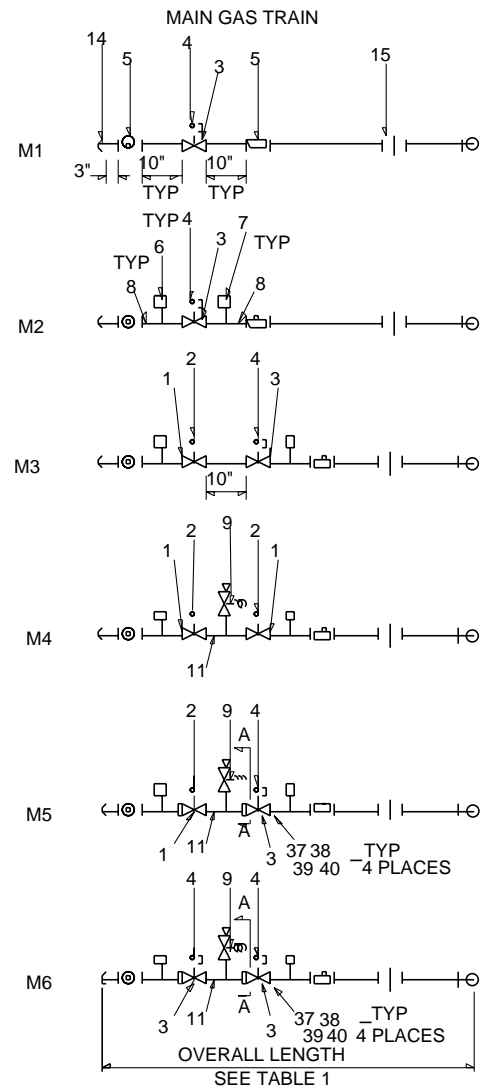 MAIN GAS TRAIN
14 5 4 3 5 15
M1
3" 10" 10"
TYP TYP
TYP 4 3 7
TYP 6 TYP
8 8
M2
2 4
1 3
M3
10"
9
1 2 2 1
M4
11
2 9 4
A
M5
A
1 11 3 37 38 TYP
39 40 4 PLACES
4 9 4
A
M6
A
3 11 3 37 38 TYP
39 40 4 PLACES
OVERALL LENGTH
SEE TABLE 1